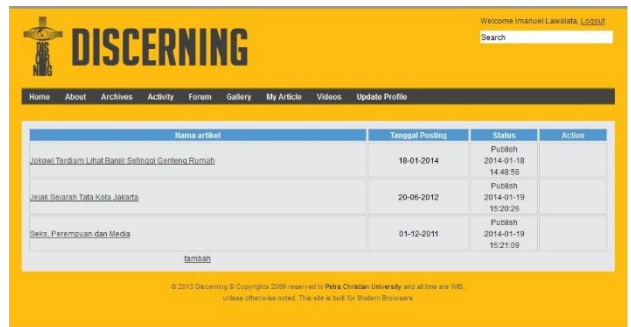 Welcome Imanuel Lawalata, Logout
DISCERNING
Search
DIS
CER
NING
Home About Archives Activity Forum Gallery My Article Videos Update Profile
Nama artikel Tanggal Posting Status Action
Jokowi Terdiam Lihat Banjir Setinggi Genteng Rumah 18-01-2014 Publish
2014-01-18
14:48:58
Jejak Sejarah Tata Kota Jakarta 20-06-2012 Publish
2014-01-19
15:20:26
Seks, Perempuan dan Media 01-12-2011 Publish
2014-01-19
15:21:09
tambah
© 2013 Discerning © Copyrights 2009 reserved to Petra Christian University and all time are WIB,
unless otherwise noted. This site is built for Modern Browsers